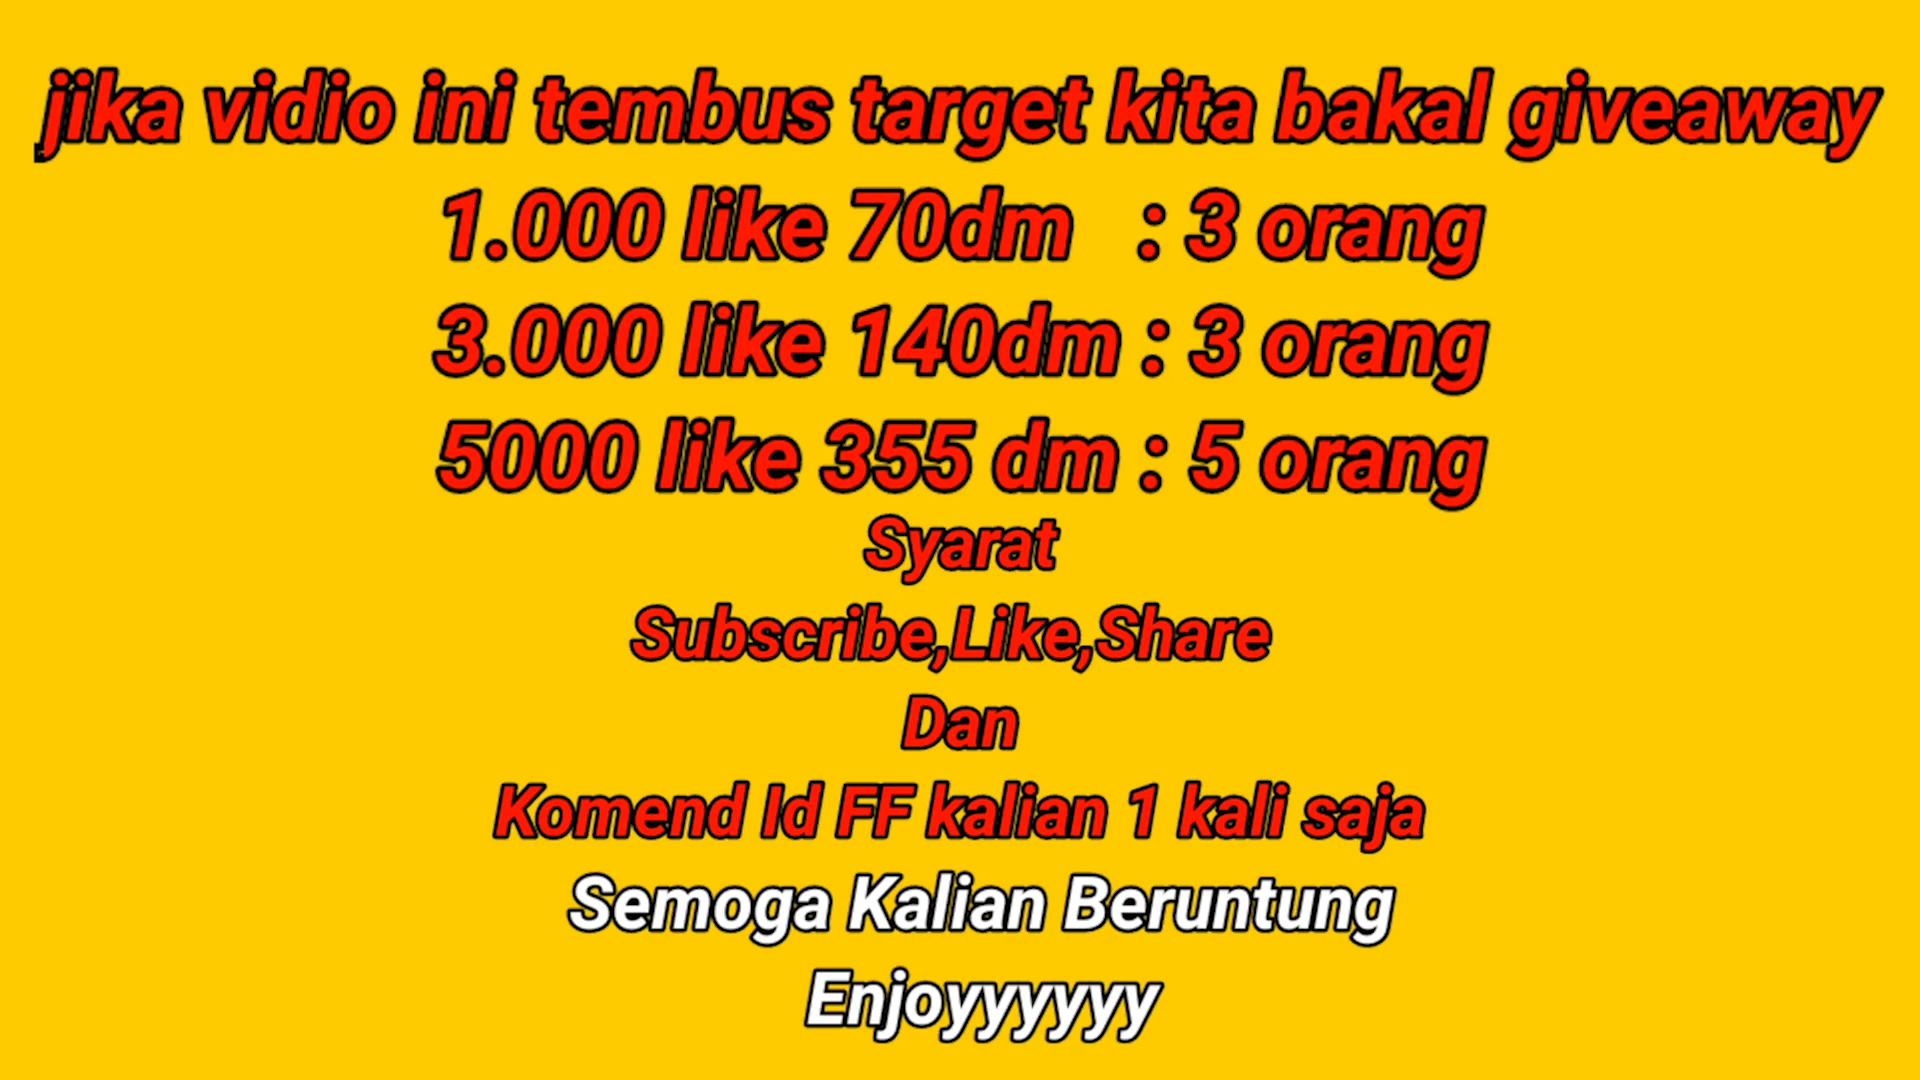 jika vidio ini tembus target kita bakal giveaway
1.000 like 70dm : 3 orang
3.000 like 140dm : 3 orang
5000 like 355 dm : 5 orang
Syarat
Subscribe,Like,Share
Dan
Komend Id FF kalian 1 kali saja
Semoga Kalian Beruntung
Enjoyyyyyy